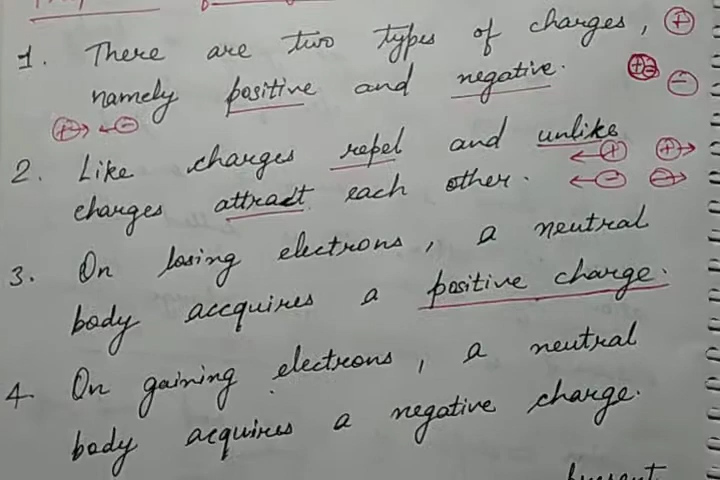 1. There are two types of charges, ⊕
namely positive and negative. ⊕⊖ ⊖
⊕→ ←⊖
2. Like charges repel and unlike
←⊕ ⊕→
charges attract each other. ←⊖ ⊖→
3. On losing electrons, a neutral
body accquires a positive charge.
4. On gaining electrons, a neutral
body acquires a negative charge.
present